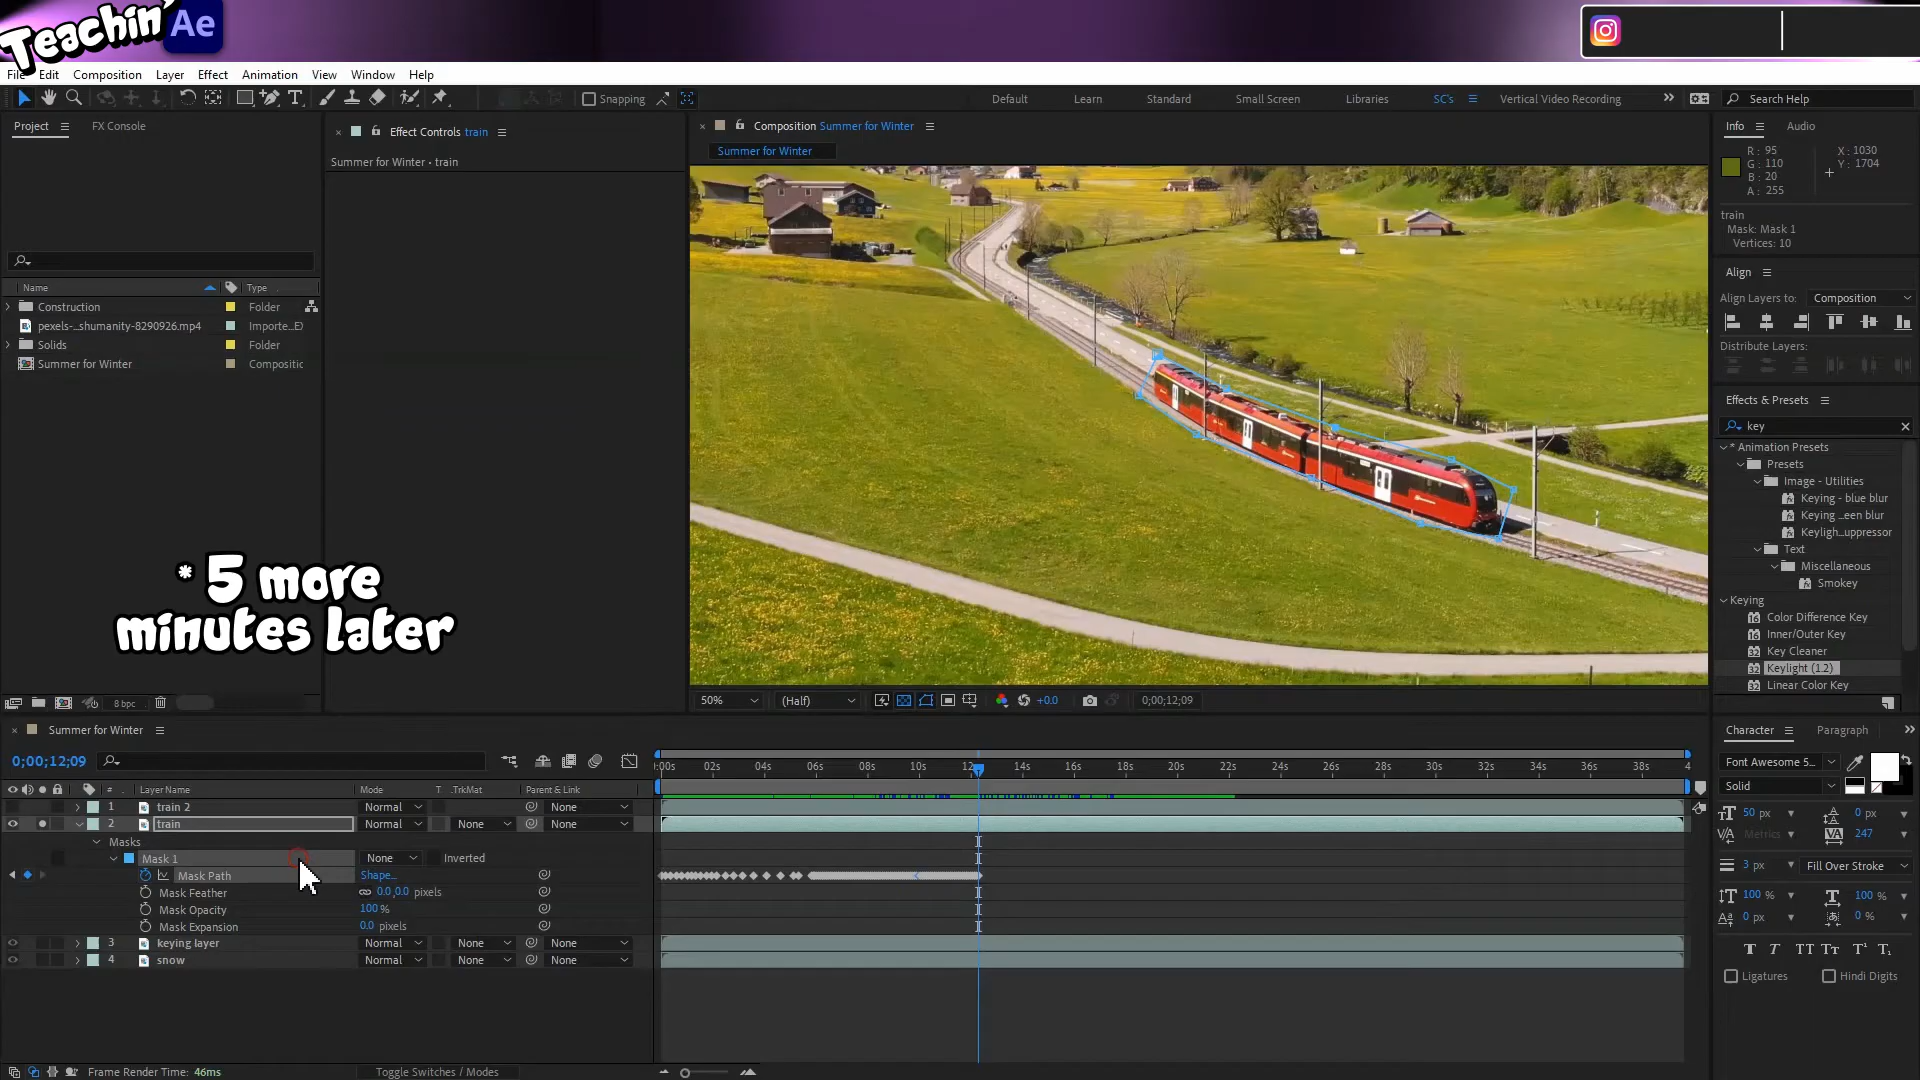 Teachin' Ae
File Edit Composition Layer Effect Animation View Window Help
Snapping Default Learn Standard Small Screen Libraries SC's Vertical Video Recording Search Help
Project FX Console
Effect Controls train
Summer for Winter • train
Composition Summer for Winter
Summer for Winter
Info Audio
R : 95
G : 110
B : 20
A : 255
X : 1030
Y : 1704
train
Mask: Mask 1
Vertices: 10
Align
Align Layers to: Composition
Distribute Layers:
Effects & Presets
key
* Animation Presets
Presets
Image - Utilities
Keying - blue blur
Keying ...een blur
Keyligh...uppressor
Text
Miscellaneous
Smokey
Keying
Color Difference Key
Inner/Outer Key
Key Cleaner
Keylight (1.2)
Linear Color Key
Name Type
Construction Folder
pexels-...shumanity-8290926.mp4 Importe...E)
Solids Folder
Summer for Winter Compositic
* 5 more
minutes later
8 bpc
50% (Half) +0.0 0;00;12;09
Summer for Winter
0;00;12;09
:00s 02s 04s 06s 08s 10s 12s 14s 16s 18s 20s 22s 24s 26s 28s 30s 32s 34s 36s 38s 4
# Layer Name Mode T .TrkMat Parent & Link
1 train 2 Normal None
2 train Normal None None
Masks
Mask 1 None Inverted
Mask Path Shape...
Mask Feather 0.0,0.0 pixels
Mask Opacity 100 %
Mask Expansion 0.0 pixels
3 keying layer Normal None None
4 snow Normal None None
Frame Render Time: 46ms Toggle Switches / Modes
Character Paragraph
Font Awesome 5...
Solid
50 px 0 px
Metrics 247
3 px Fill Over Stroke
100 % 100 %
0 px 0 %
T T TT Tт T¹ T₁
Ligatures Hindi Digits